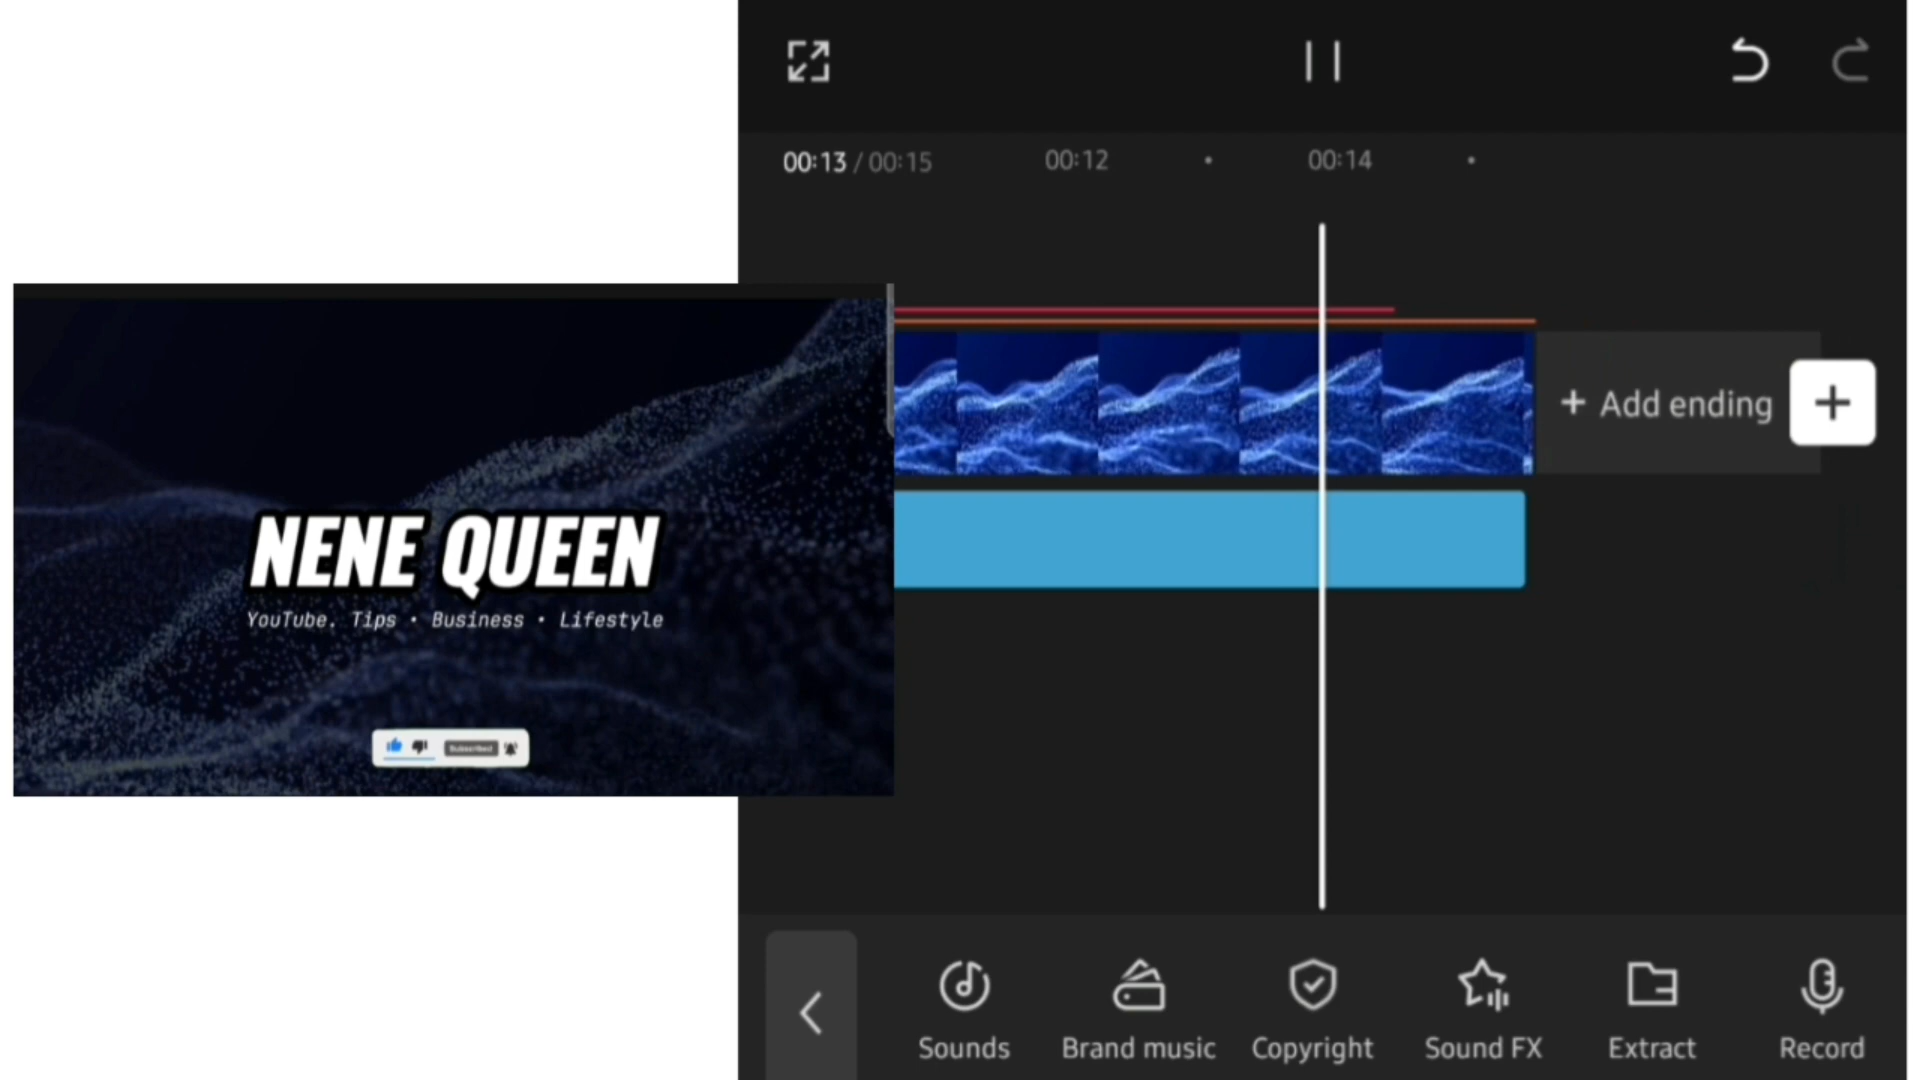 00:13 / 00:15
00:12
00:14
+ Add ending
NENE QUEEN
YouTube. Tips • Business • Lifestyle
Subscribed
Sounds
Brand music
Copyright
Sound FX
Extract
Record